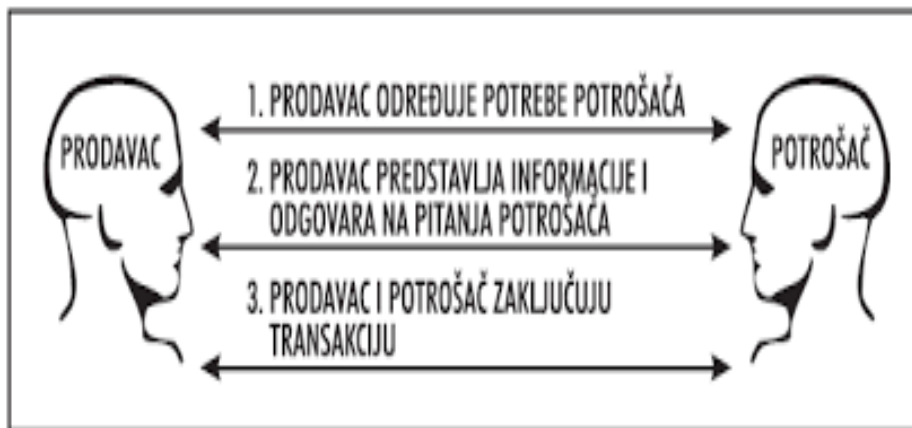 1. PRODAVAC ODREĐUJE POTREBE POTROŠAČA
PRODAVAC
POTROŠAČ
2. PRODAVAC PREDSTAVLJA INFORMACIJE I
ODGOVARA NA PITANJA POTROŠAĆA
3. PRODAVAC I POTROŠAČ ZAKLJUČUJU
TRANSAKCIJU